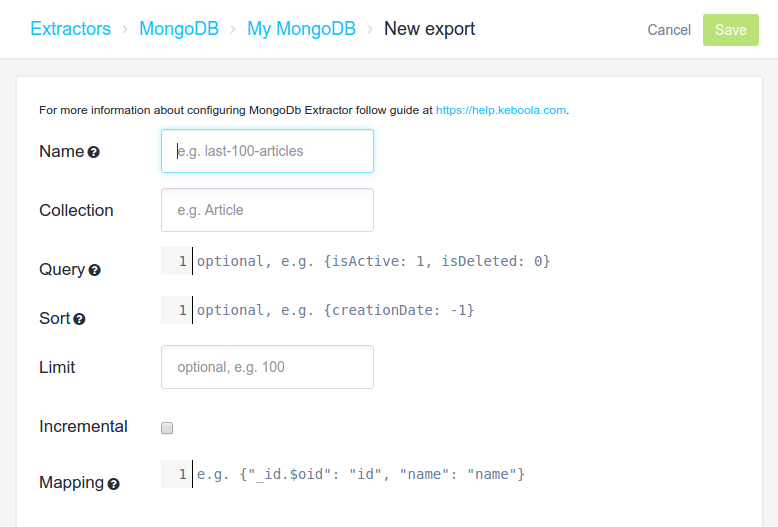 Extractors > MongoDB > My MongoDB > New export
Cancel
Save
For more information about configuring MongoDb Extractor follow guide at https://help.keboola.com.
Name ?
e.g. last-100-articles
Collection
e.g. Article
Query ?
1 optional, e.g. {isActive: 1, isDeleted: 0}
Sort ?
1 optional, e.g. {creationDate: -1}
Limit
optional, e.g. 100
Incremental
Mapping ?
1 e.g. {"_id.$oid": "id", "name": "name"}